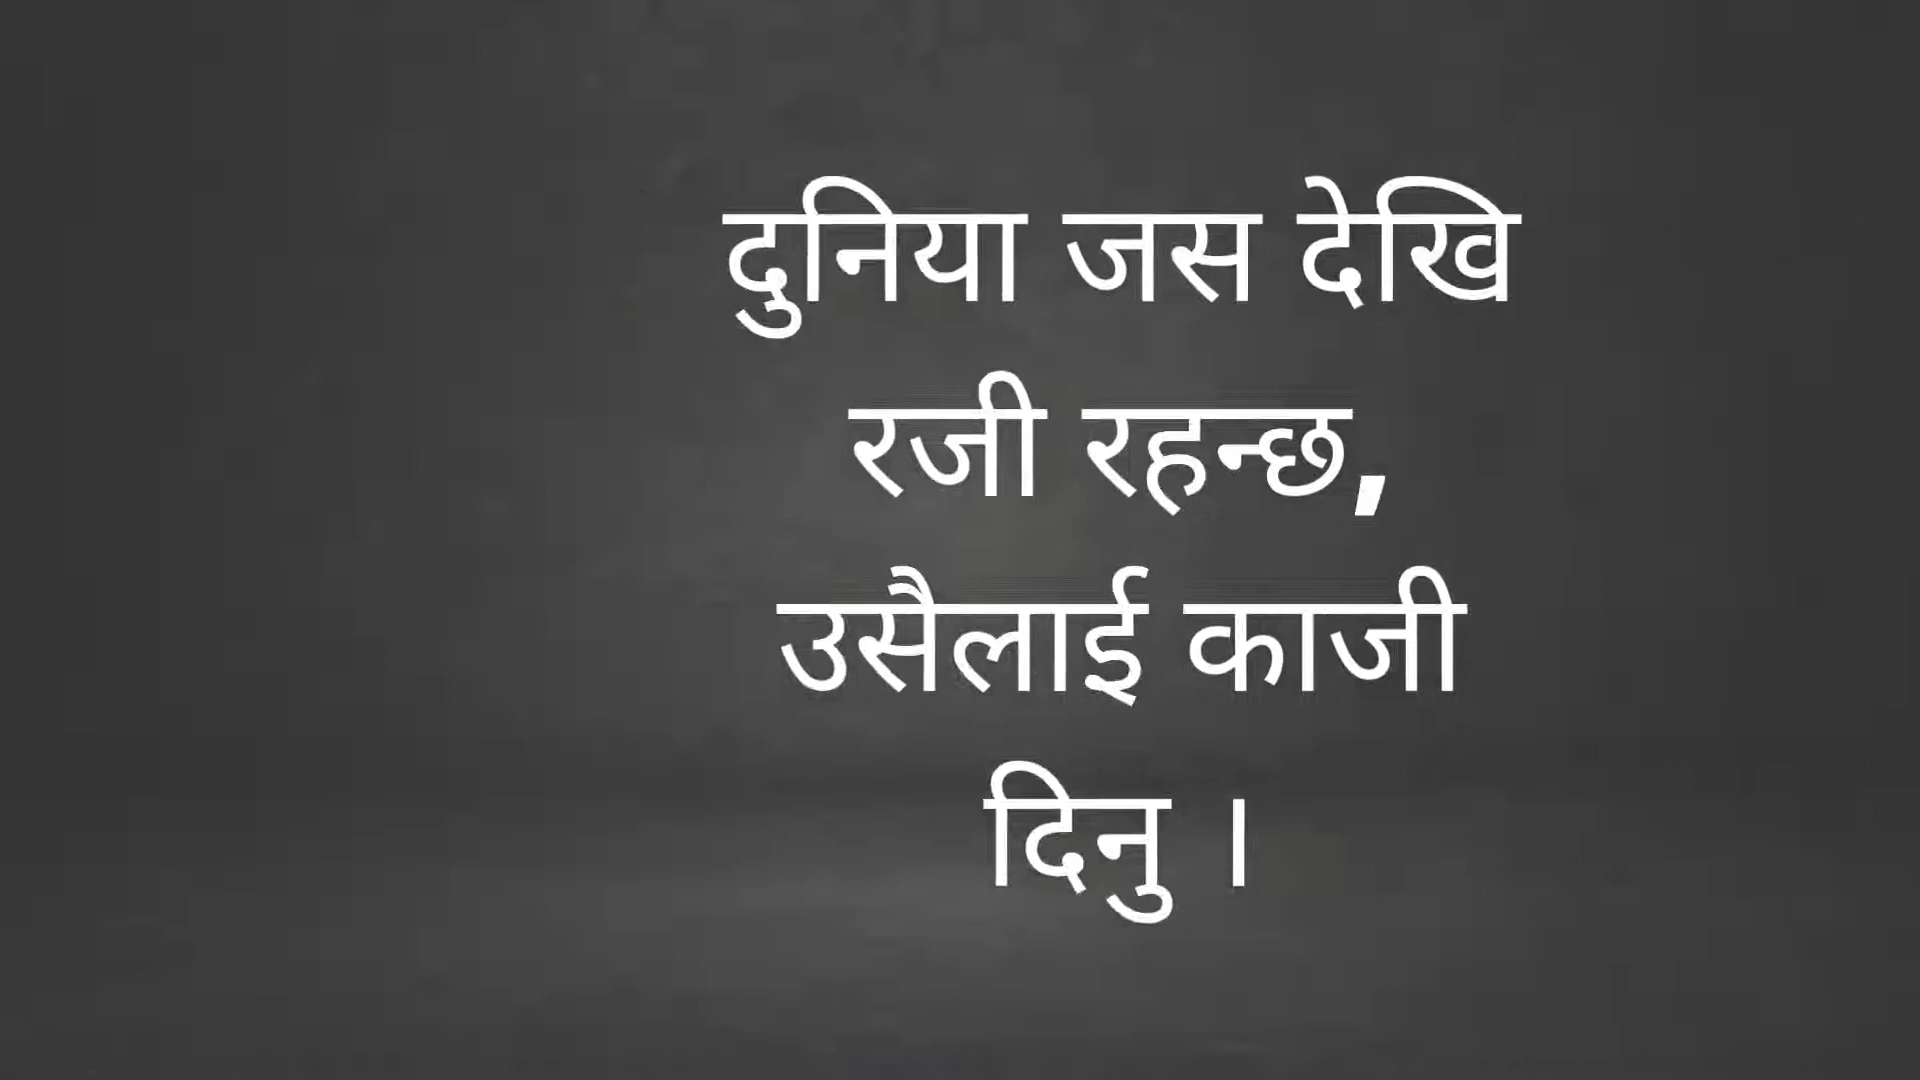 दुनिया जस देखि
रजी रहन्छ,
उसैलाई काजी
दिनु ।